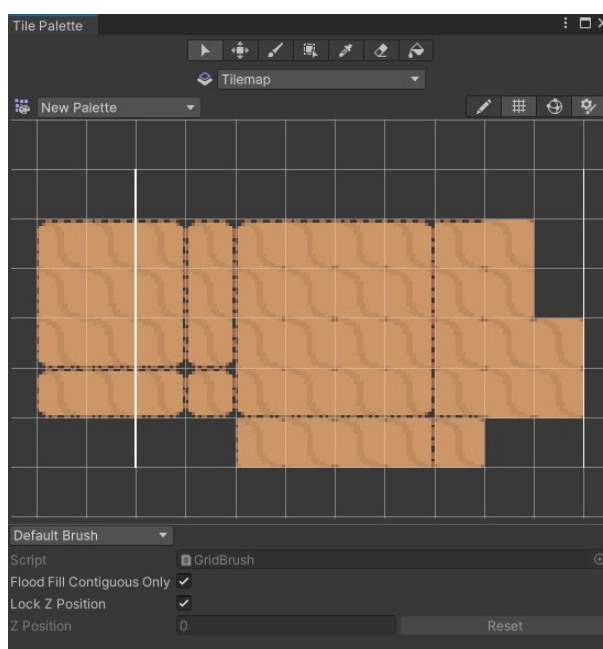 Tile Palette
Tilemap
New Palette
Default Brush
Script GridBrush
Flood Fill Contiguous Only
Lock Z Position
Z Position 0 Reset